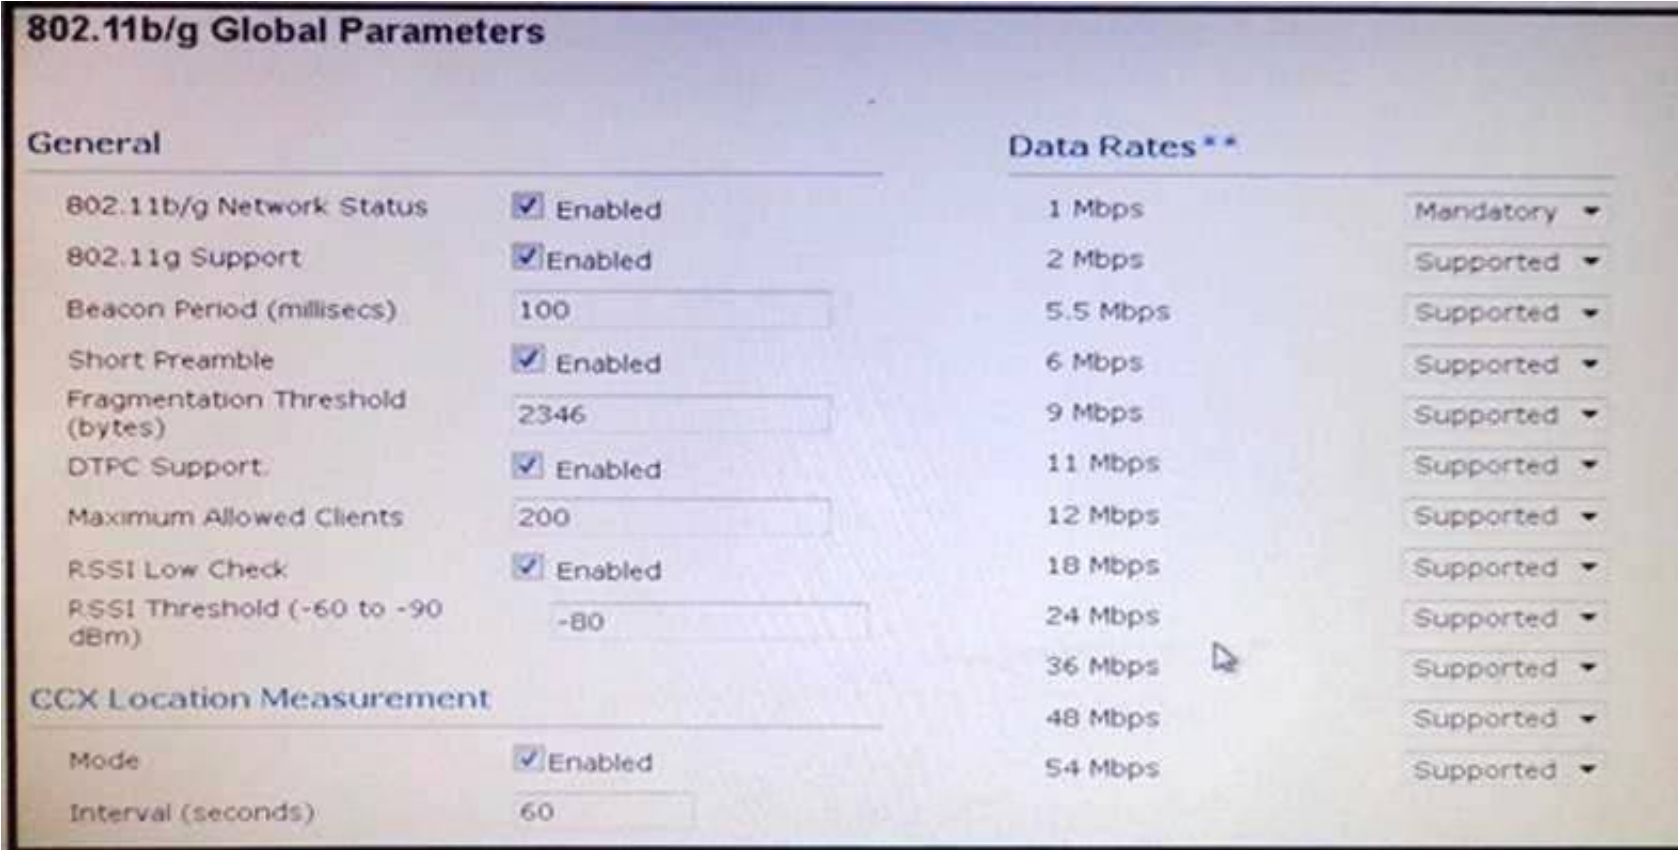 802.11b/g Global Parameters
General
802.11b/g Network Status Enabled
802.11g Support Enabled
Beacon Period (millisecs) 100
Short Preamble Enabled
Fragmentation Threshold
(bytes) 2346
DTPC Support. Enabled
Maximum Allowed Clients 200
RSSI Low Check Enabled
RSSI Threshold (-60 to -90
dBm) -80
CCX Location Measurement
Mode Enabled
Interval (seconds) 60
Data Rates**
1 Mbps Mandatory
2 Mbps Supported
5.5 Mbps Supported
6 Mbps Supported
9 Mbps Supported
11 Mbps Supported
12 Mbps Supported
18 Mbps Supported
24 Mbps Supported
36 Mbps Supported
48 Mbps Supported
54 Mbps Supported